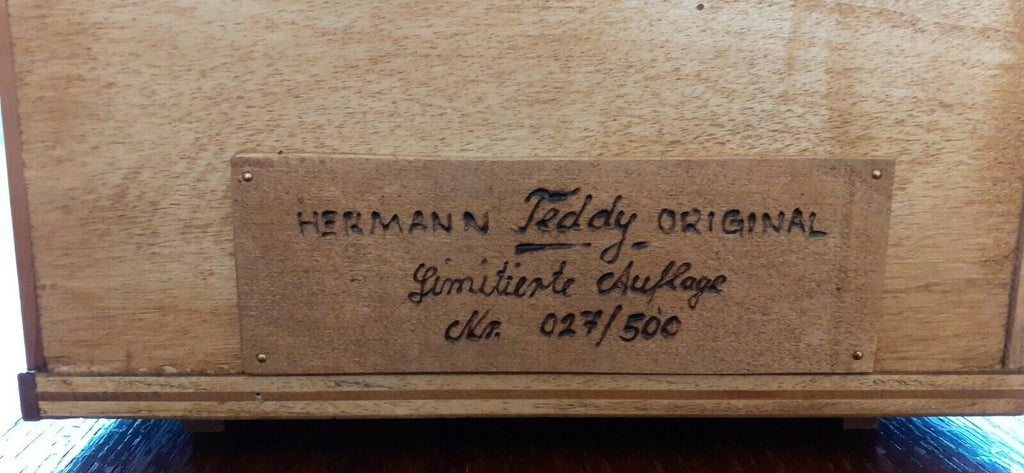 HERMANN Teddy ORIGINAL
Limitierte Auflage
Nr. 027/500